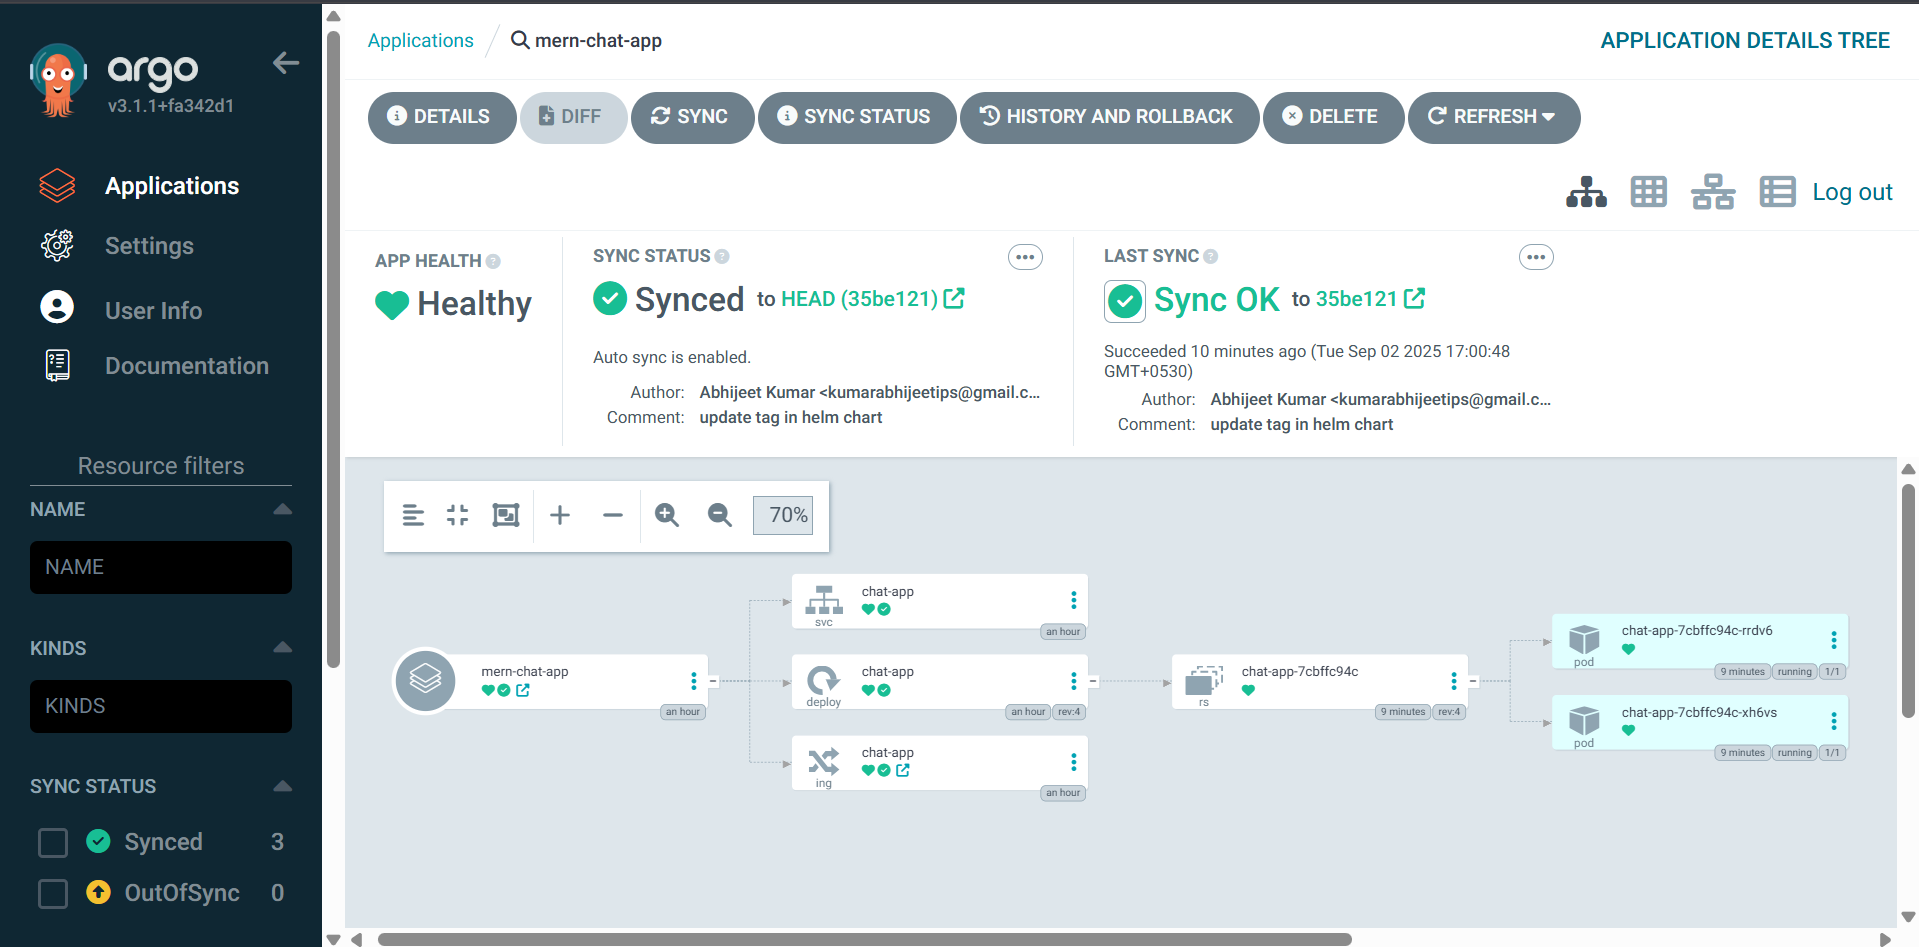 argo
v3.1.1+fa342d1
Applications
Settings
User Info
Documentation
Resource filters
NAME
NAME
KINDS
KINDS
SYNC STATUS
Synced 3
OutOfSync 0
Applications / mern-chat-app
APPLICATION DETAILS TREE
DETAILS DIFF SYNC SYNC STATUS HISTORY AND ROLLBACK DELETE REFRESH
Log out
APP HEALTH
Healthy
SYNC STATUS
Synced to HEAD (35be121)
Auto sync is enabled.
Author: Abhijeet Kumar <kumarabhijeetips@gmail.c...
Comment: update tag in helm chart
LAST SYNC
Sync OK to 35be121
Succeeded 10 minutes ago (Tue Sep 02 2025 17:00:48
GMT+0530)
Author: Abhijeet Kumar <kumarabhijeetips@gmail.c...
Comment: update tag in helm chart
70%
mern-chat-app
an hour
chat-app
svc
an hour
chat-app
deploy
an hour rev:4
chat-app
ing
an hour
chat-app-7cbffc94c
rs
9 minutes rev:4
chat-app-7cbffc94c-rrdv6
pod
9 minutes running 1/1
chat-app-7cbffc94c-xh6vs
pod
9 minutes running 1/1